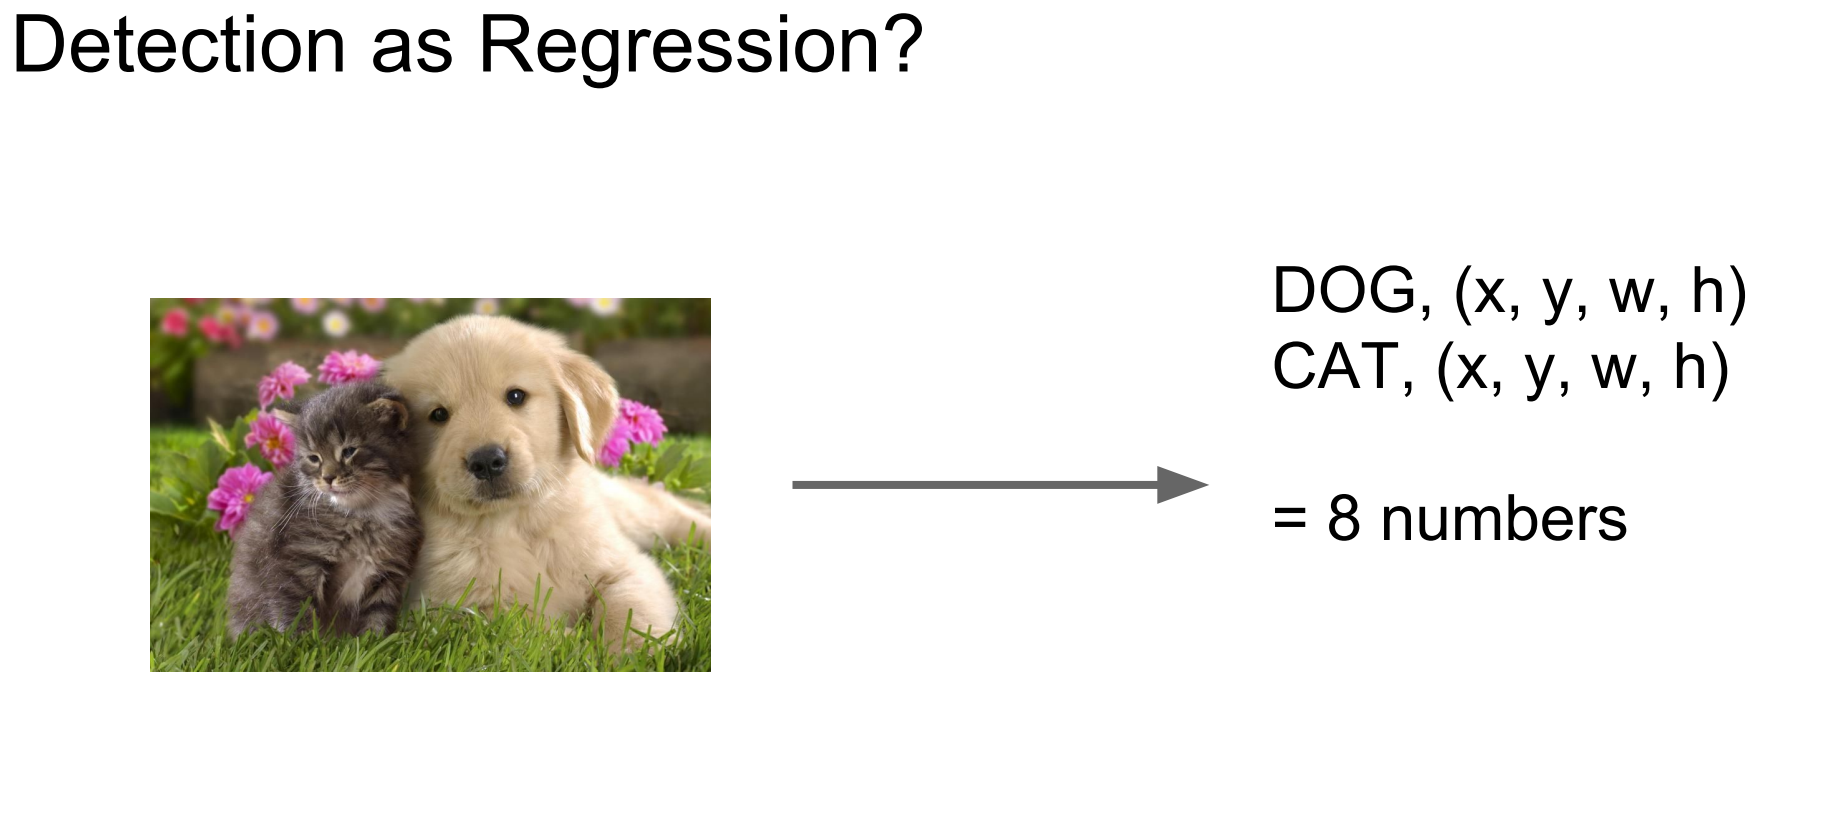 Detection as Regression?
DOG, (x, y, w, h)
CAT, (x, y, w, h)
= 8 numbers